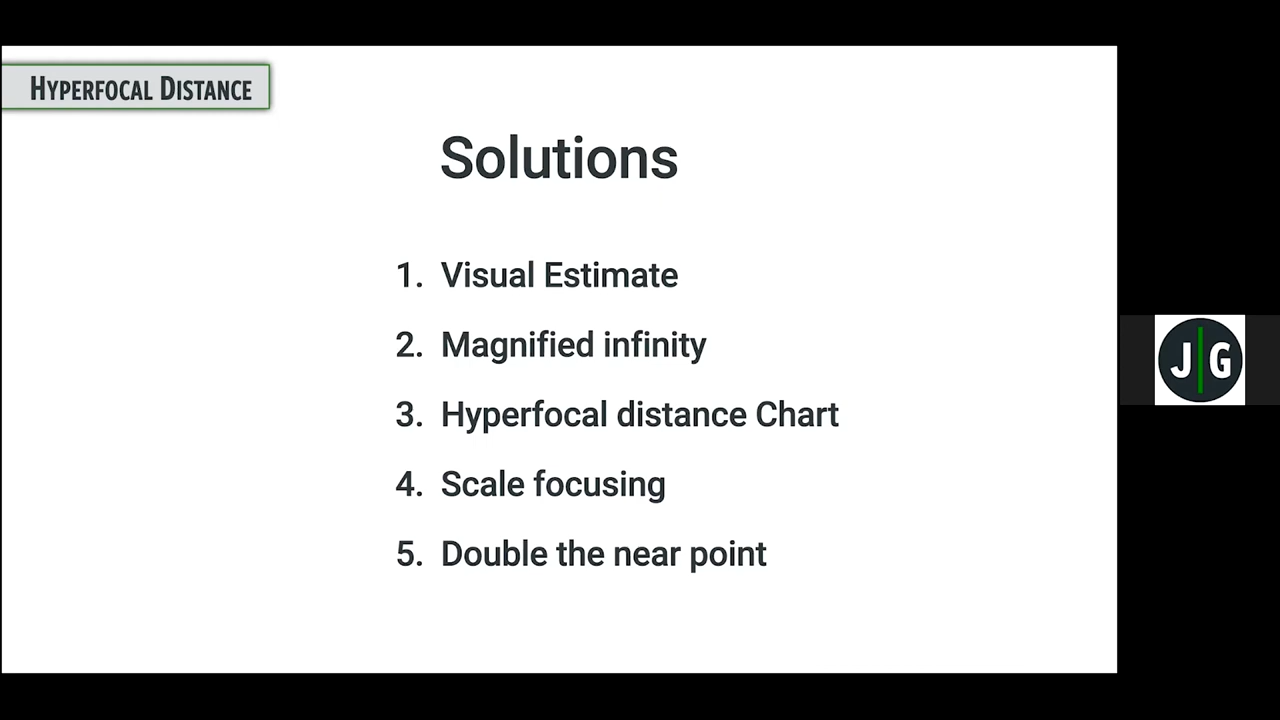 HYPERFOCAL DISTANCE
Solutions
1. Visual Estimate
2. Magnified infinity
3. Hyperfocal distance Chart
4. Scale focusing
5. Double the near point
J|G